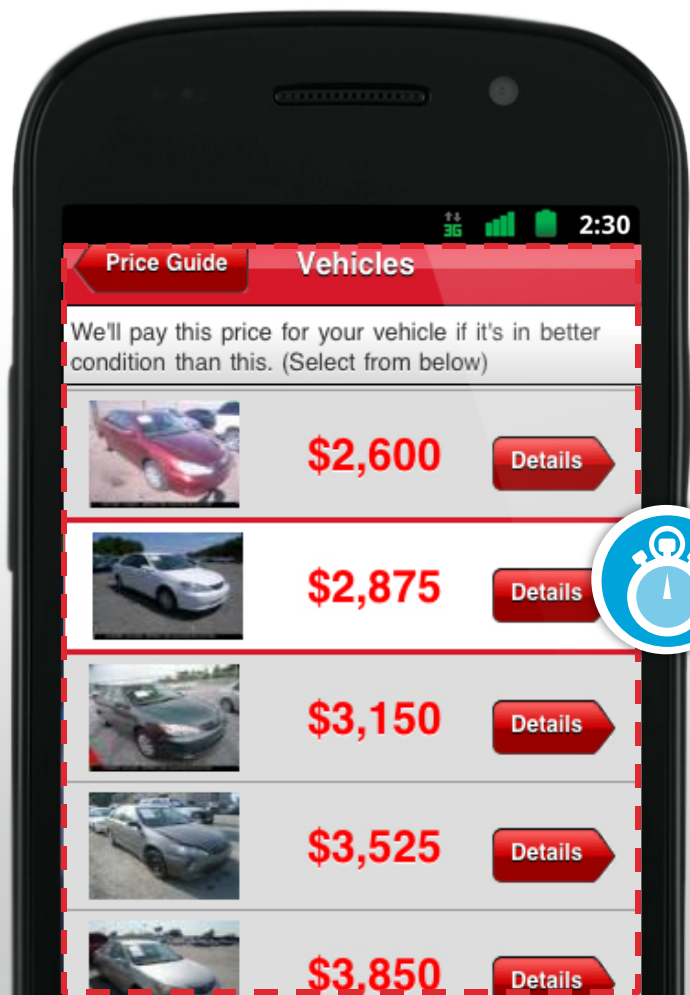 3G
2:30
Price Guide
Vehicles
We'll pay this price for your vehicle if it's in better
condition than this. (Select from below)
$2,600
Details
$2,875
Details
$3,150
Details
$3,525
Details
$3,850
Details